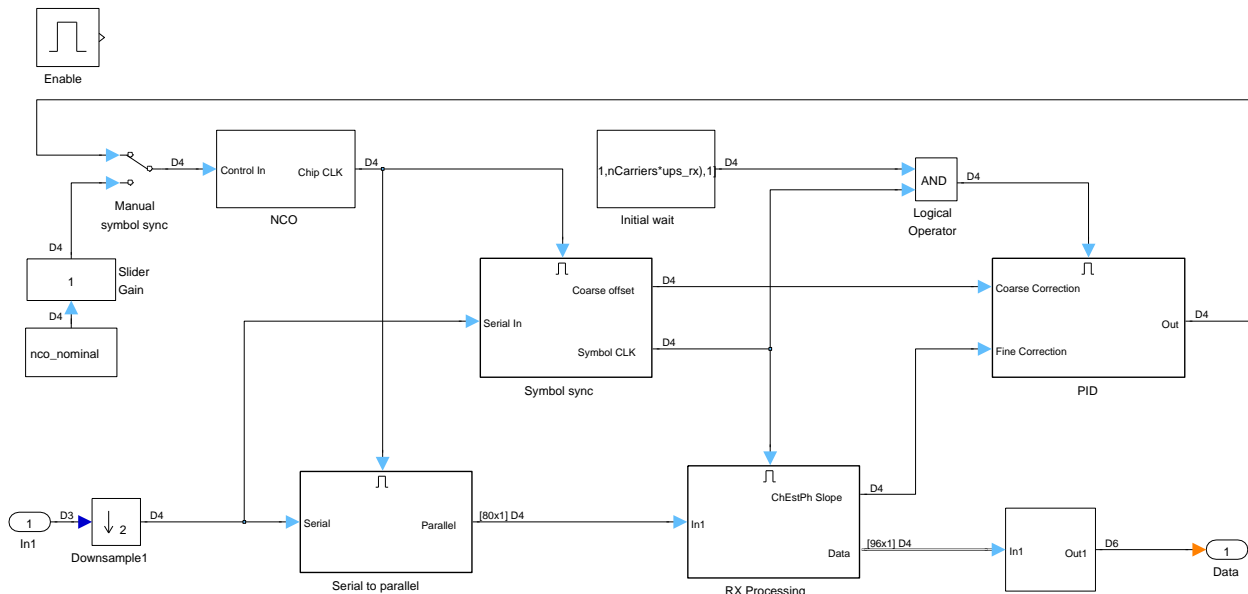 Enable
D4
Control In
Chip CLK
D4
NCO
Manual
symbol sync
1,nCarriers*ups_rx),1]
D4
Initial wait
AND
D4
Logical
Operator
D4
1
Slider
Gain
D4
nco_nominal
Coarse offset
D4
Serial In
Symbol CLK
D4
Symbol sync
Coarse Correction
Out
D4
Fine Correction
PID
1
In1
D3
2
D4
Downsample1
Serial
Parallel
[80x1] D4
Serial to parallel
In1
ChEstPh Slope
D4
Data
[96x1] D4
RX Processing
In1
Out1
D6
1
Data